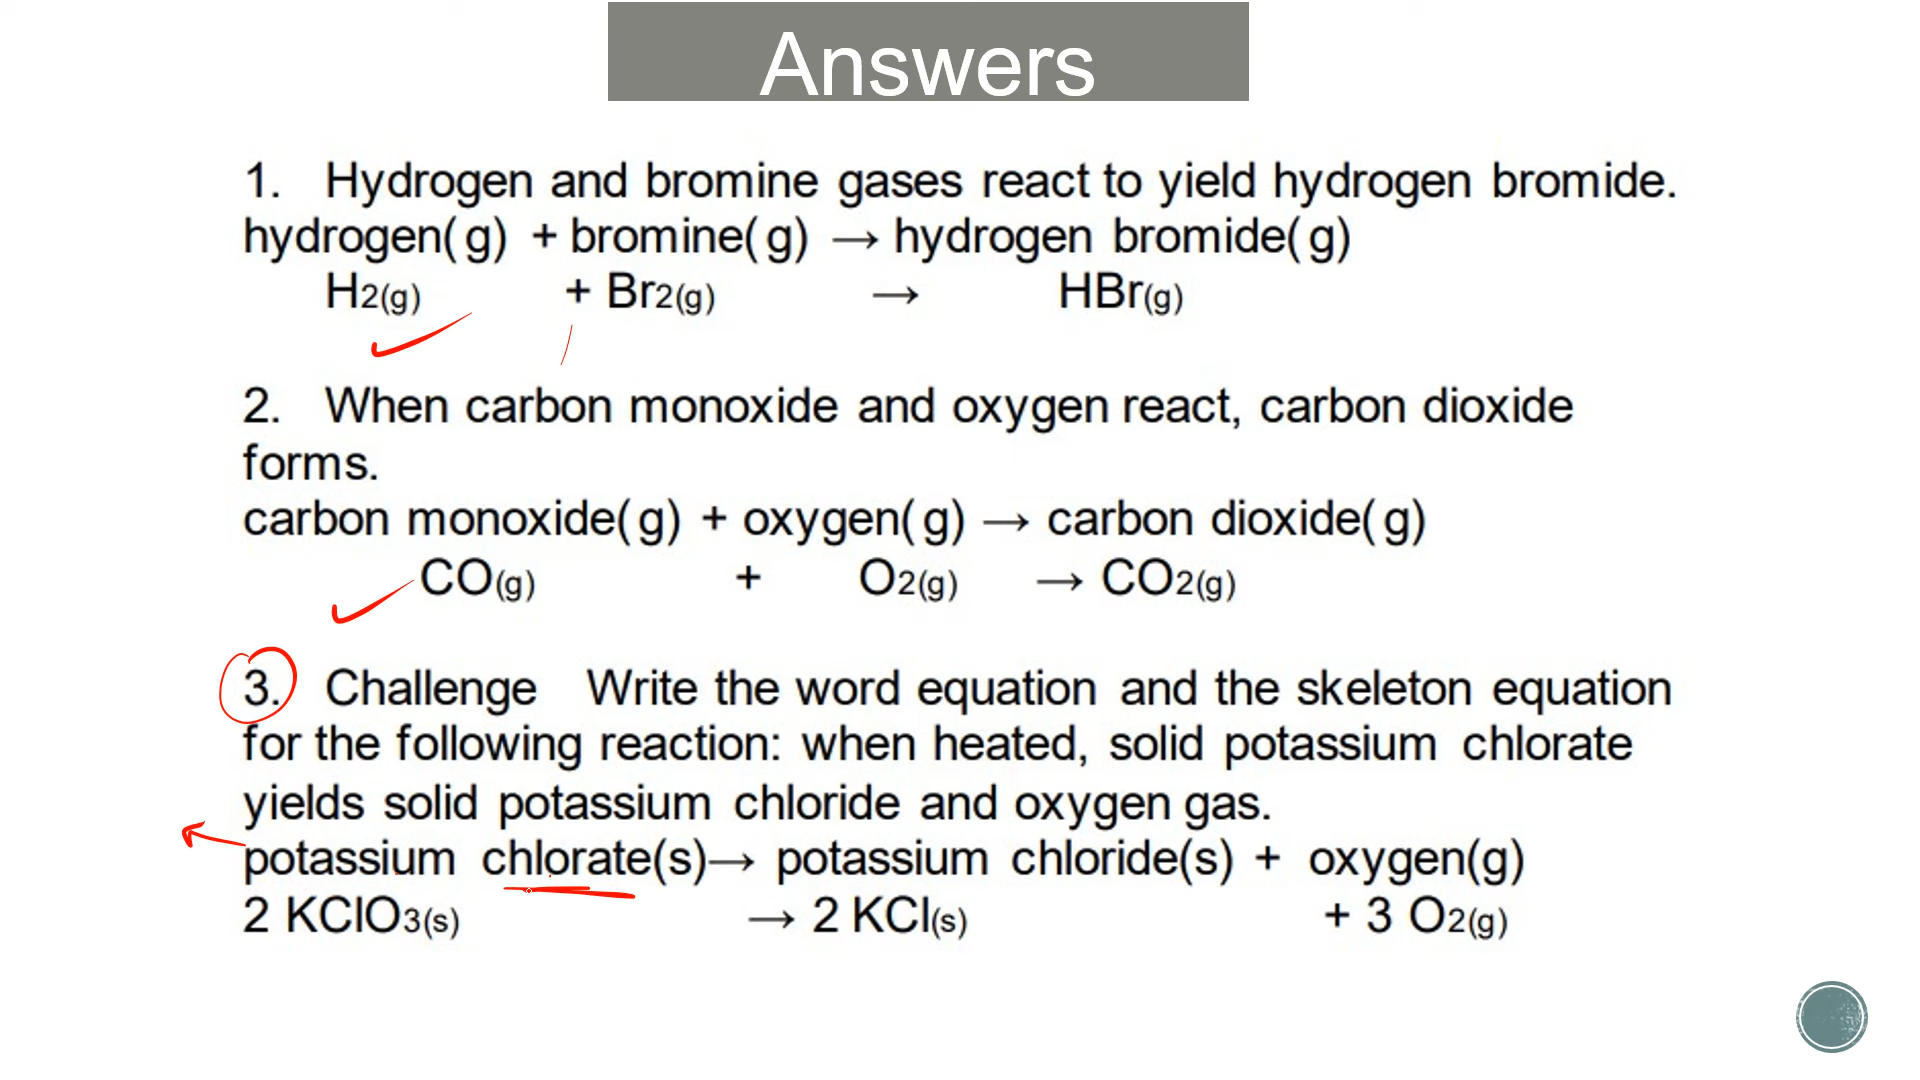 Answers
1. Hydrogen and bromine gases react to yield hydrogen bromide.
hydrogen(g) + bromine(g) → hydrogen bromide(g)
H2(g) + Br2(g) → HBr(g)
2. When carbon monoxide and oxygen react, carbon dioxide
forms.
carbon monoxide(g) + oxygen(g) → carbon dioxide(g)
CO(g) + O2(g) → CO2(g)
3. Challenge Write the word equation and the skeleton equation
for the following reaction: when heated, solid potassium chlorate
yields solid potassium chloride and oxygen gas.
potassium chlorate(s)→ potassium chloride(s) + oxygen(g)
2 KClO3(s) → 2 KCl(s) + 3 O2(g)